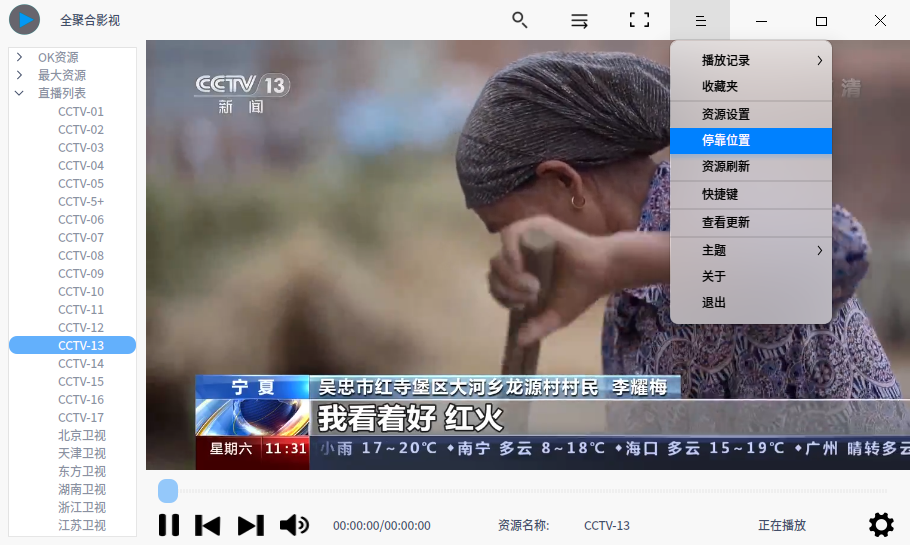 全聚合影视
OK资源
最大资源
直播列表
CCTV-01
CCTV-02
CCTV-03
CCTV-04
CCTV-05
CCTV-5+
CCTV-06
CCTV-07
CCTV-08
CCTV-09
CCTV-10
CCTV-11
CCTV-12
CCTV-13
CCTV-14
CCTV-15
CCTV-16
CCTV-17
北京卫视
天津卫视
东方卫视
湖南卫视
浙江卫视
江苏卫视
CCTV 13
新 闻
清
播放记录
收藏夹
资源设置
停靠位置
资源刷新
快捷键
查看更新
主题
关于
退出
宁 夏 吴忠市红寺堡区大河乡龙源村村民 李耀梅
我看着好 红火
星期六 11:31 小雨 17~20℃ ◆南宁 多云 8~18℃ ◆海口 多云 15~19℃ ◆广州 晴转多云
00:00:00/00:00:00 资源名称: CCTV-13 正在播放